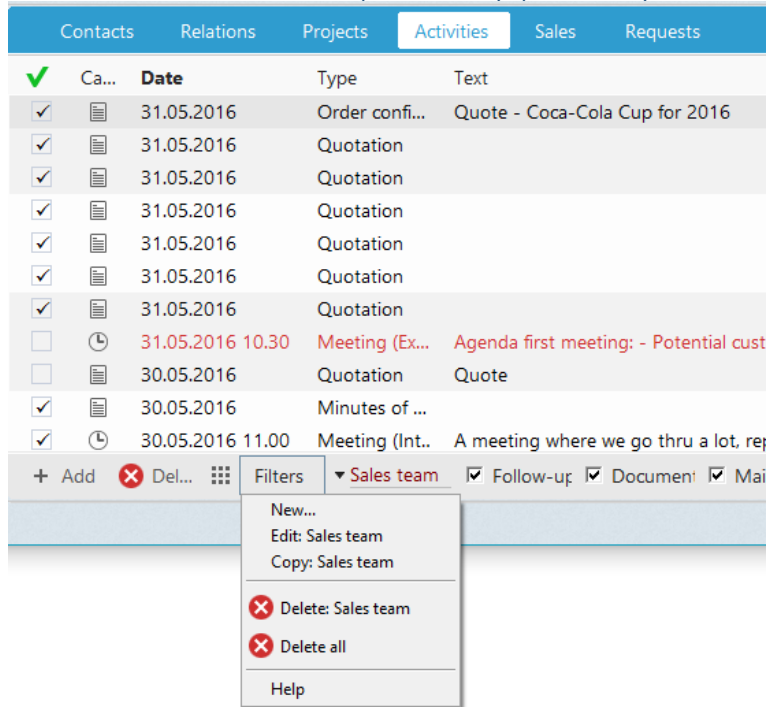 Contacts Relations Projects Activities Sales Requests
Ca... Date Type Text
31.05.2016 Order confi... Quote - Coca-Cola Cup for 2016
31.05.2016 Quotation
31.05.2016 Quotation
31.05.2016 Quotation
31.05.2016 Quotation
31.05.2016 Quotation
31.05.2016 Quotation
31.05.2016 10.30 Meeting (Ex... Agenda first meeting: - Potential cust
30.05.2016 Quotation Quote
30.05.2016 Minutes of ...
30.05.2016 11.00 Meeting (Int.. A meeting where we go thru a lot, rep
+ Add Del... Filters Sales team Follow-up Document Mai
New...
Edit: Sales team
Copy: Sales team
Delete: Sales team
Delete all
Help